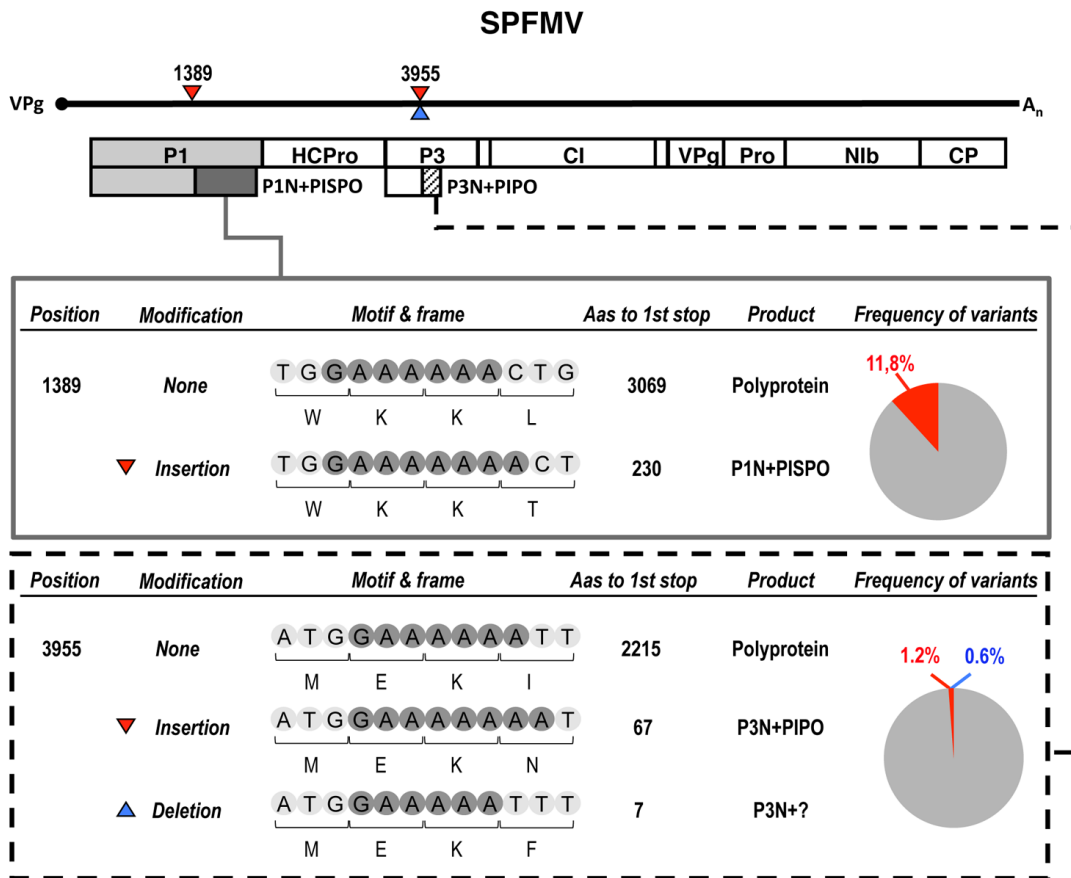 SPFMV
1389 3955
VPg An
P1 HCPro P3 CI VPg Pro NIb CP
P1N+PISPO P3N+PIPO
Position Modification Motif & frame Aas to 1st stop Product Frequency of variants
1389 None TGGAAAAAACTG 3069 Polyprotein 11,8%
W K K L
Insertion TGGAAAAAAACT 230 P1N+PISPO
W K K T
Position Modification Motif & frame Aas to 1st stop Product Frequency of variants
3955 None ATGGAAAAAATT 2215 Polyprotein 1.2% 0.6%
M E K I
Insertion ATGGAAAAAAAT 67 P3N+PIPO
M E K N
Deletion ATGGAAAAATTT 7 P3N+?
M E K F